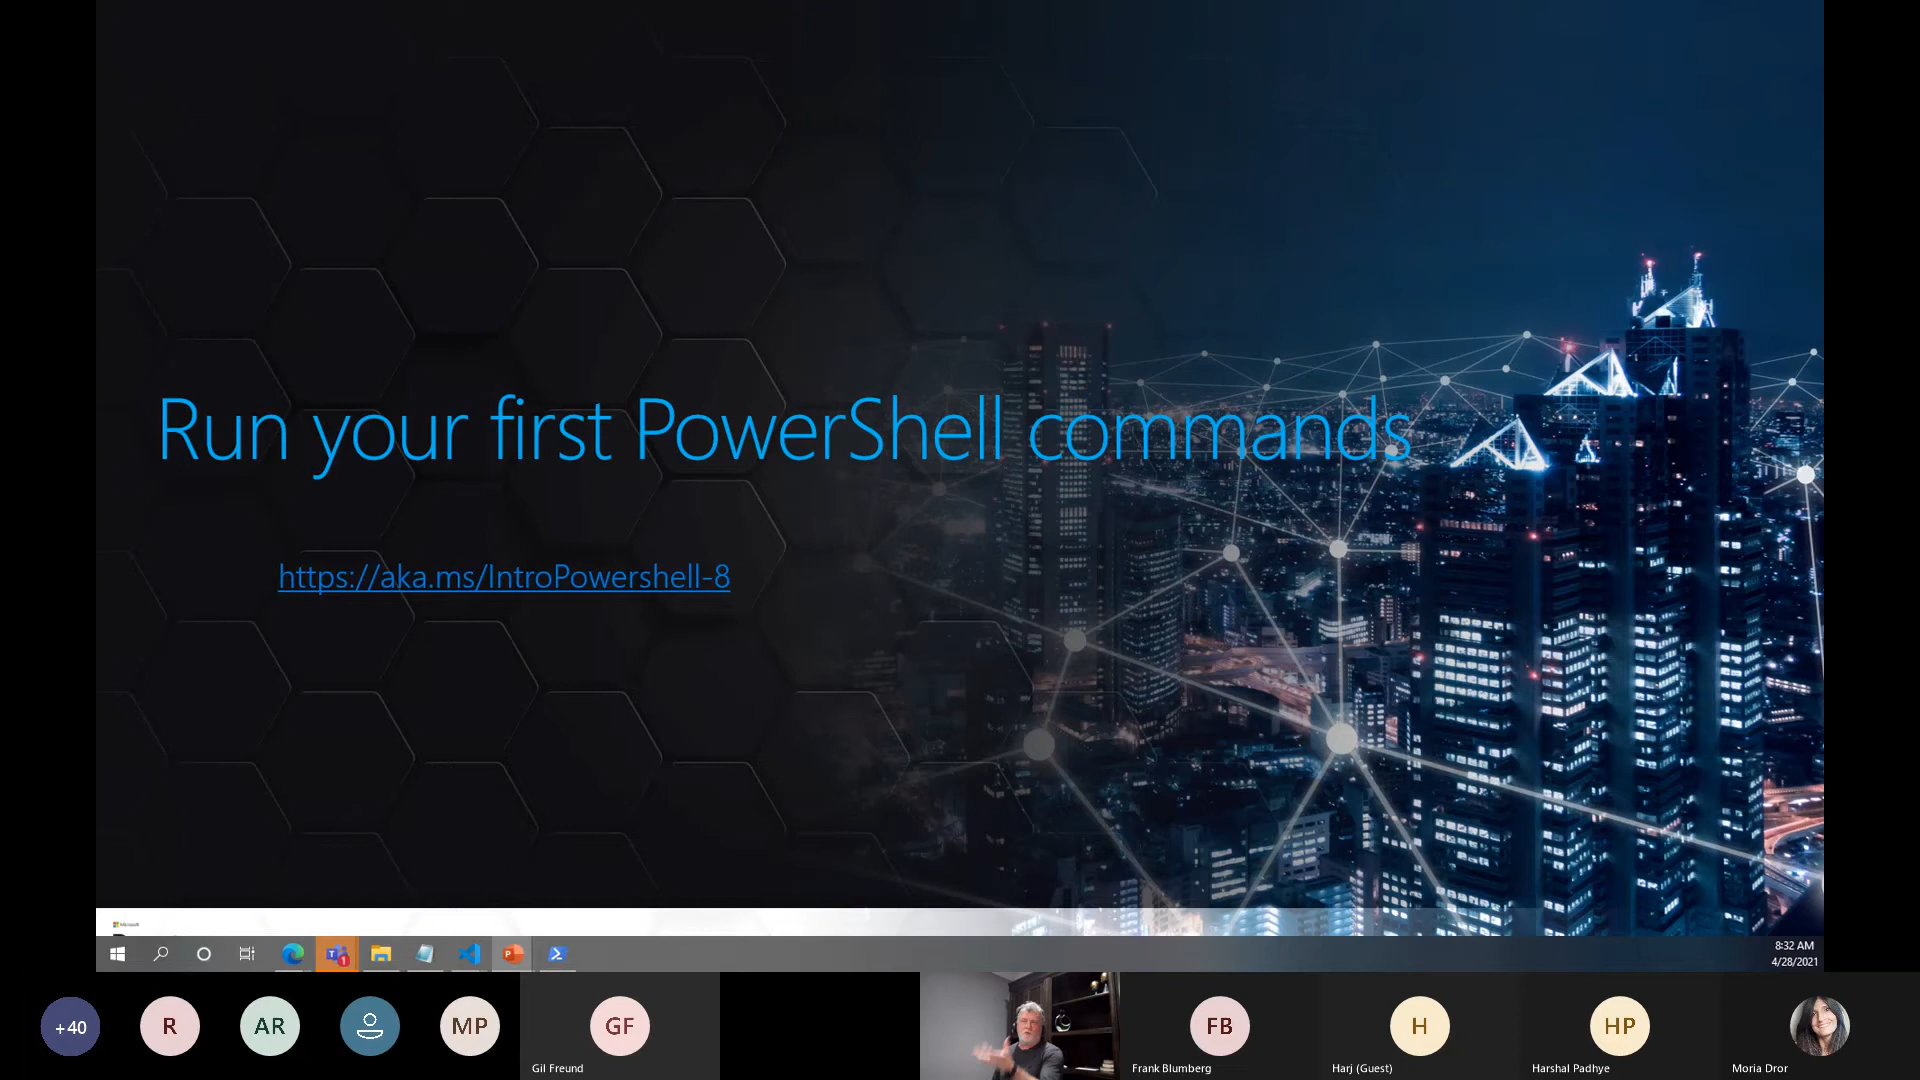 Run your first PowerShell commands
https://aka.ms/IntroPowershell-8
Microsoft
8:32 AM
4/28/2021
+40
R
AR
MP
GF
FB
H
HP
Gil Freund
Frank Blumberg
Harj (Guest)
Harshal Padhye
Moria Dror